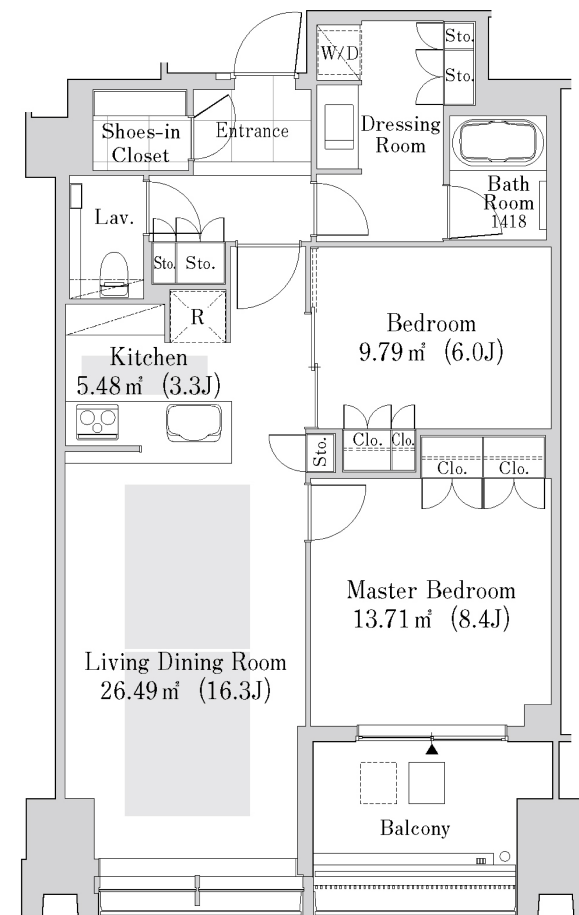 Sto.
W/D
Sto.
Shoes-in
Closet
Entrance
Dressing
Room
Bath
Room
1418
Lav.
Sto.
Sto.
R
Bedroom
9.79㎡ (6.0J)
Kitchen
5.48㎡ (3.3J)
Sto.
Clo.
Clo.
Clo.
Clo.
Master Bedroom
13.71㎡ (8.4J)
Living Dining Room
26.49㎡ (16.3J)
Balcony